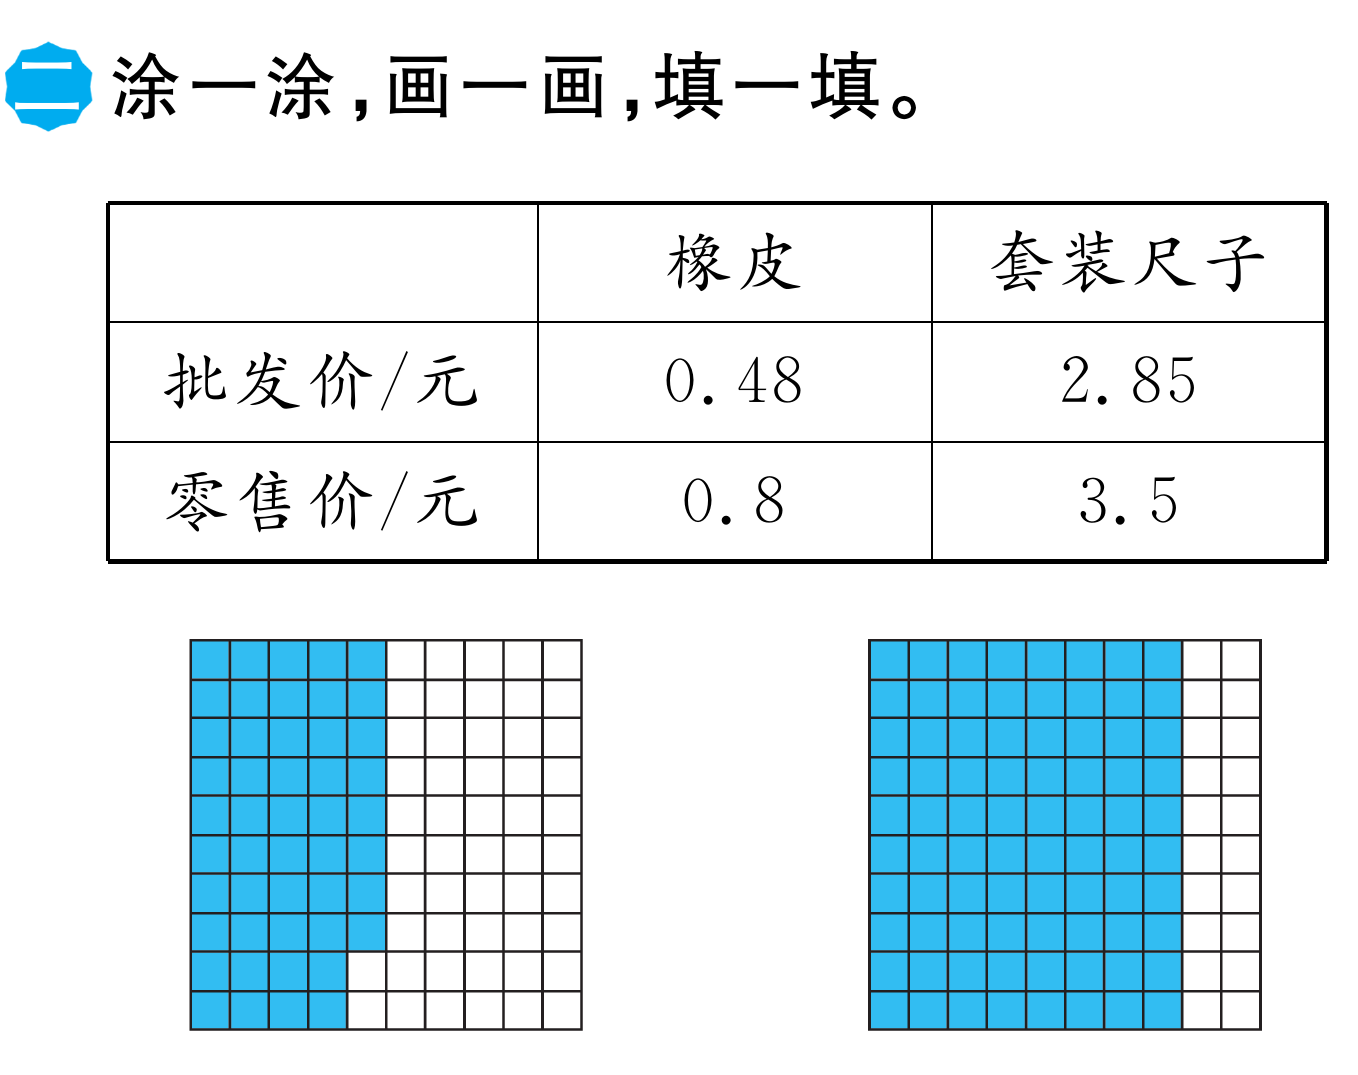 二 涂一涂,画一画,填一填。
橡皮 套装尺子
批发价/元 0.48 2.85
零售价/元 0.8 3.5